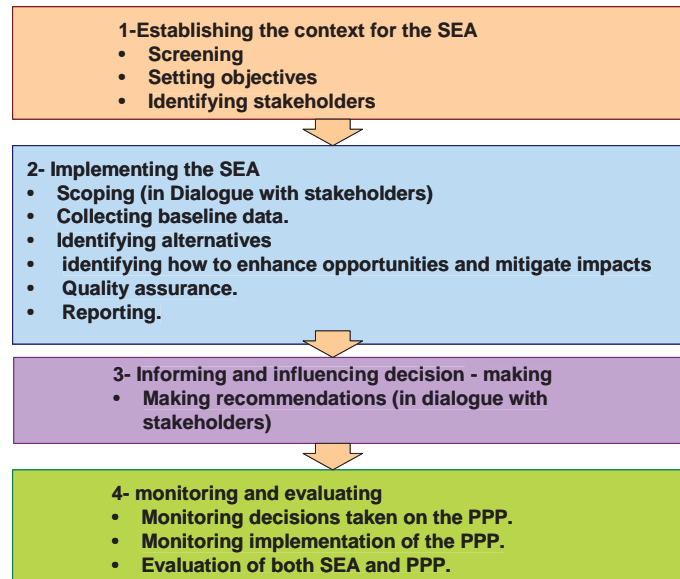 1-Establishing the context for the SEA
• Screening
• Setting objectives
• Identifying stakeholders
2- Implementing the SEA
• Scoping (in Dialogue with stakeholders)
• Collecting baseline data.
• Identifying alternatives
• identifying how to enhance opportunities and mitigate impacts
• Quality assurance.
• Reporting.
3- Informing and influencing decision - making
• Making recommendations (in dialogue with
stakeholders)
4- monitoring and evaluating
• Monitoring decisions taken on the PPP.
• Monitoring implementation of the PPP.
• Evaluation of both SEA and PPP.